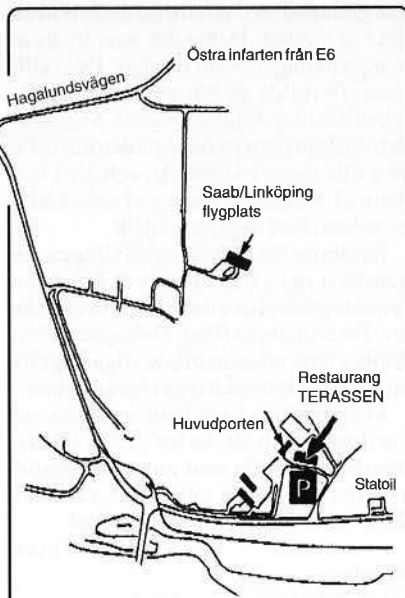 Östra infarten från E6
Hagalundsvägen
Saab/Linköping
flygplats
Restaurang
TERASSEN
Huvudporten
P
Statoil